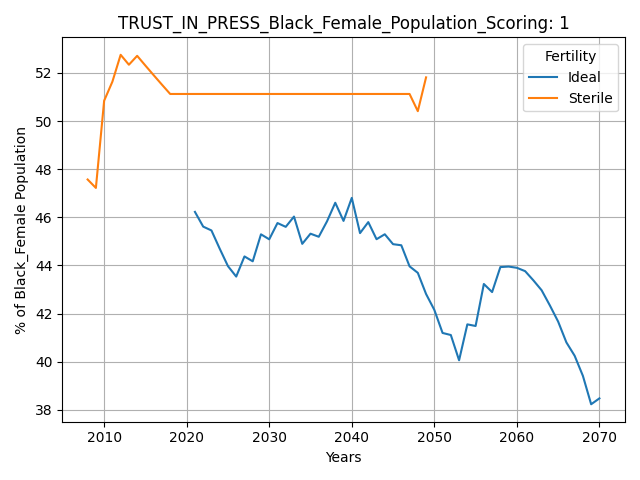 TRUST_IN_PRESS_Black_Female_Population_Scoring: 1
Fertility
Ideal
Sterile
% of Black_Female Population
52
50
48
46
44
42
40
38
2010 2020 2030 2040 2050 2060 2070
Years